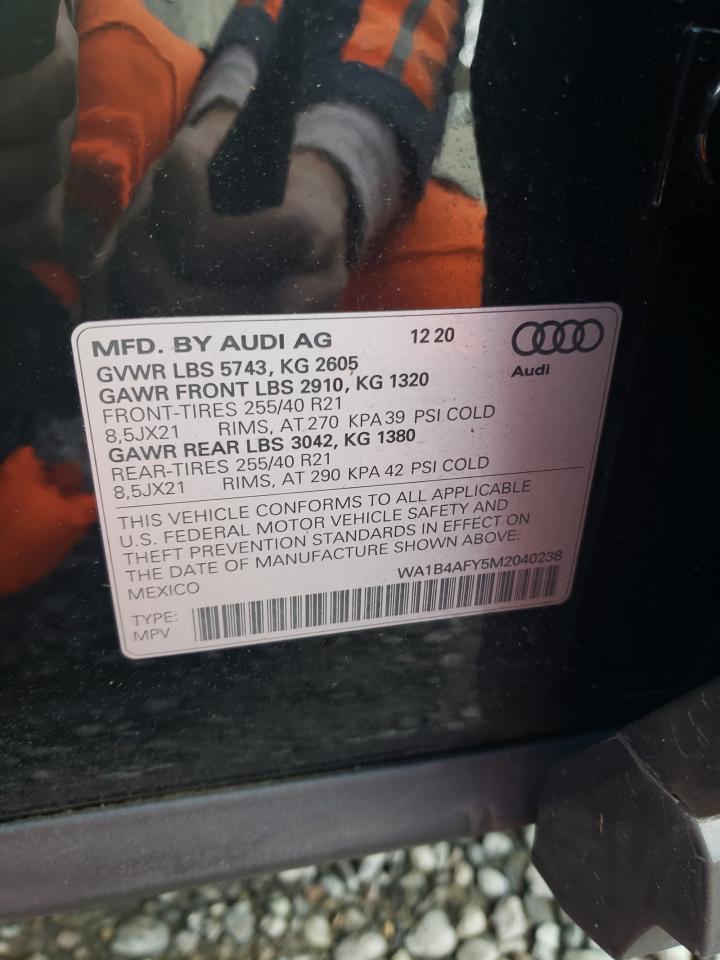 MFD. BY AUDI AG 12 20
Audi
GVWR LBS 5743, KG 2605
GAWR FRONT LBS 2910, KG 1320
FRONT-TIRES 255/40 R21
8,5JX21 RIMS, AT 270 KPA 39 PSI COLD
GAWR REAR LBS 3042, KG 1380
REAR-TIRES 255/40 R21
8,5JX21 RIMS, AT 290 KPA 42 PSI COLD
THIS VEHICLE CONFORMS TO ALL APPLICABLE
U.S. FEDERAL MOTOR VEHICLE SAFETY AND
THEFT PREVENTION STANDARDS IN EFFECT ON
THE DATE OF MANUFACTURE SHOWN ABOVE.
MEXICO WA1B4AFY5M2040238
TYPE:
MPV